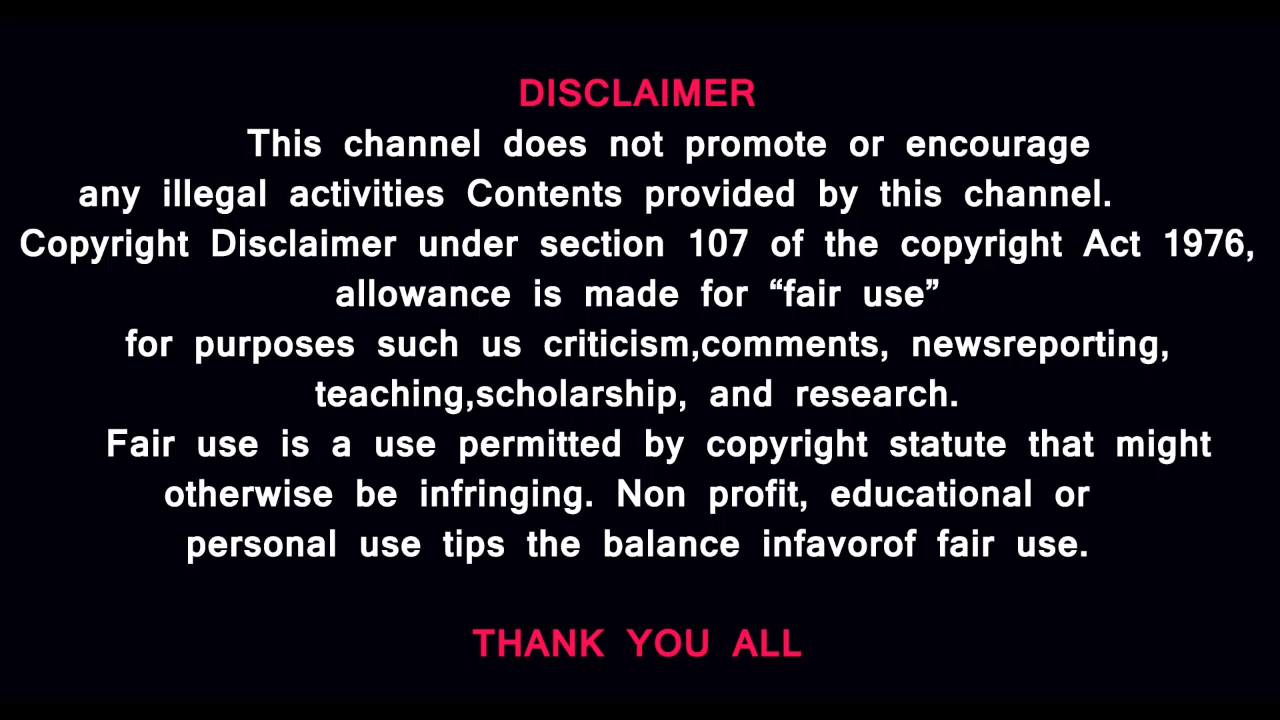 DISCLAIMER
This channel does not promote or encourage
any illegal activities Contents provided by this channel.
Copyright Disclaimer under section 107 of the copyright Act 1976,
allowance is made for “fair use”
for purposes such us criticism,comments, newsreporting,
teaching,scholarship, and research.
Fair use is a use permitted by copyright statute that might
otherwise be infringing. Non profit, educational or
personal use tips the balance infavorof fair use.
THANK YOU ALL